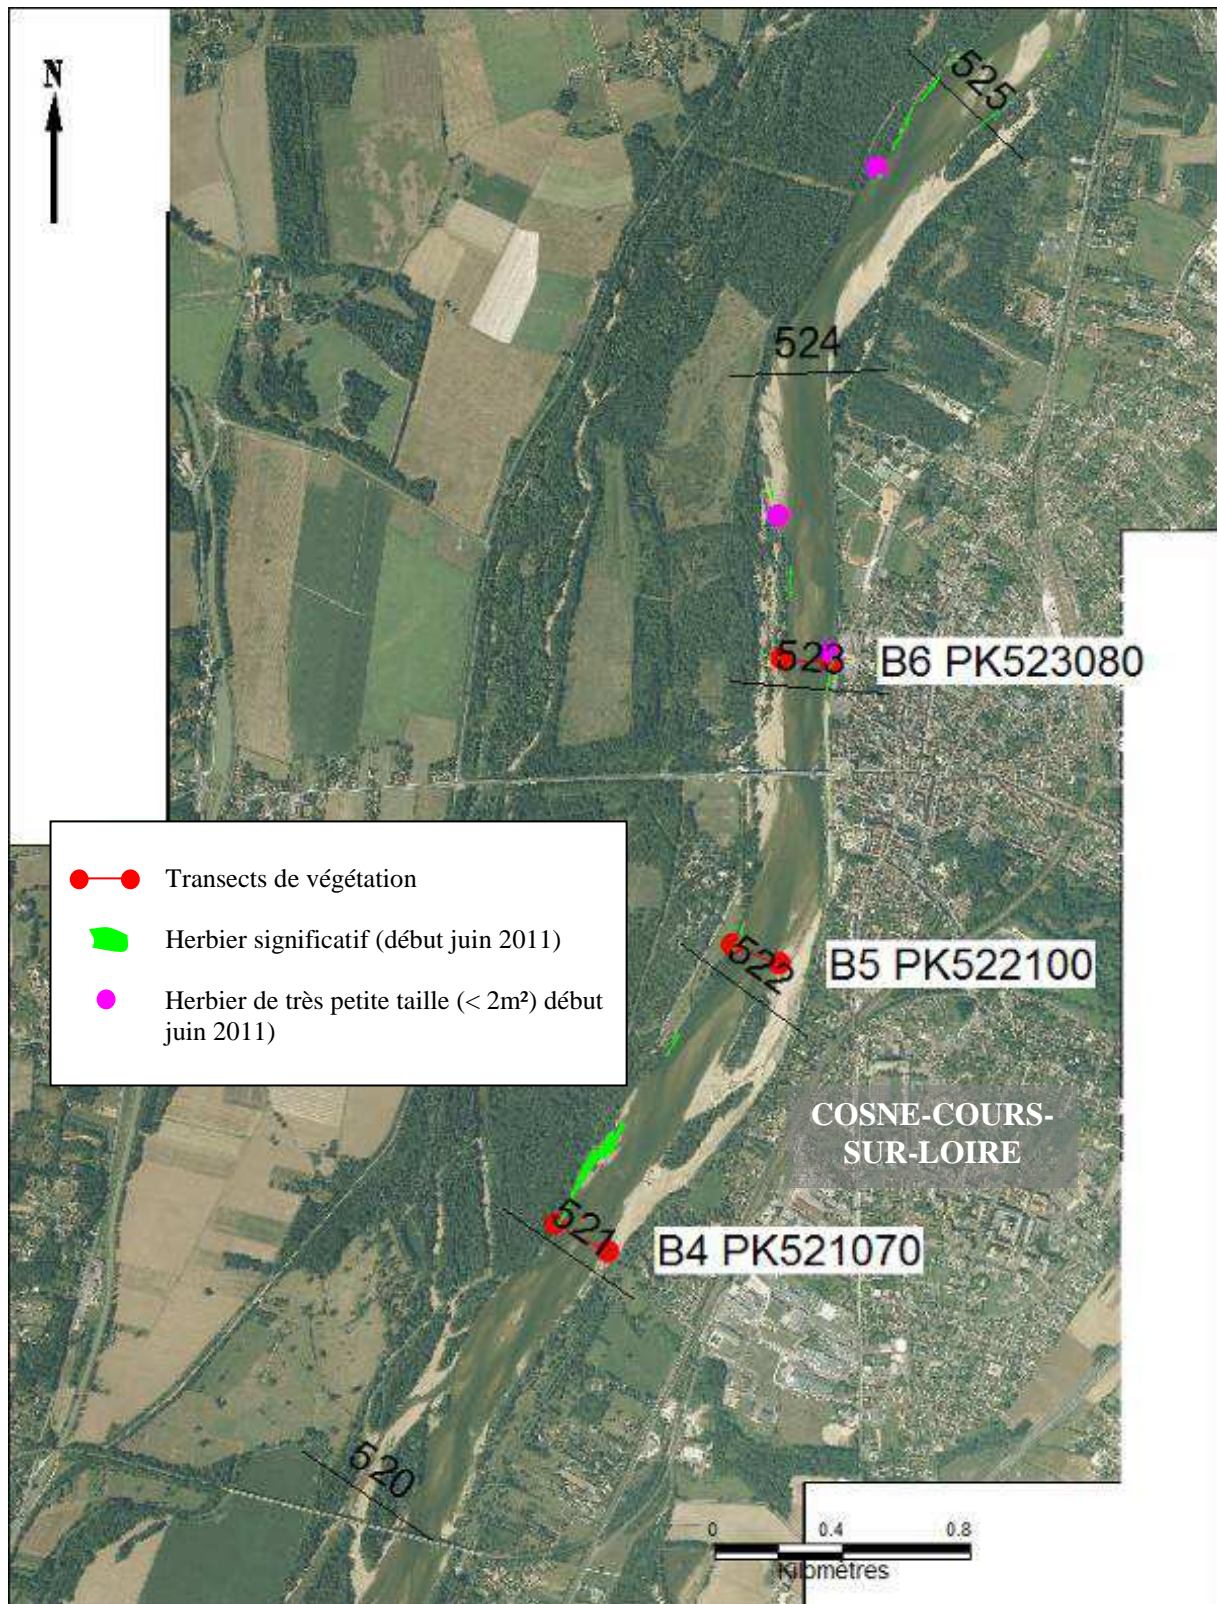 N
525
524
523
B6 PK523080
Transects de végétation
Herbier significatif (début juin 2011)
Herbier de très petite taille (< 2m²) début
juin 2011)
522
B5 PK522100
COSNE-COURS-
SUR-LOIRE
521
B4 PK521070
520
0 0.4 0.8
Kilomètres